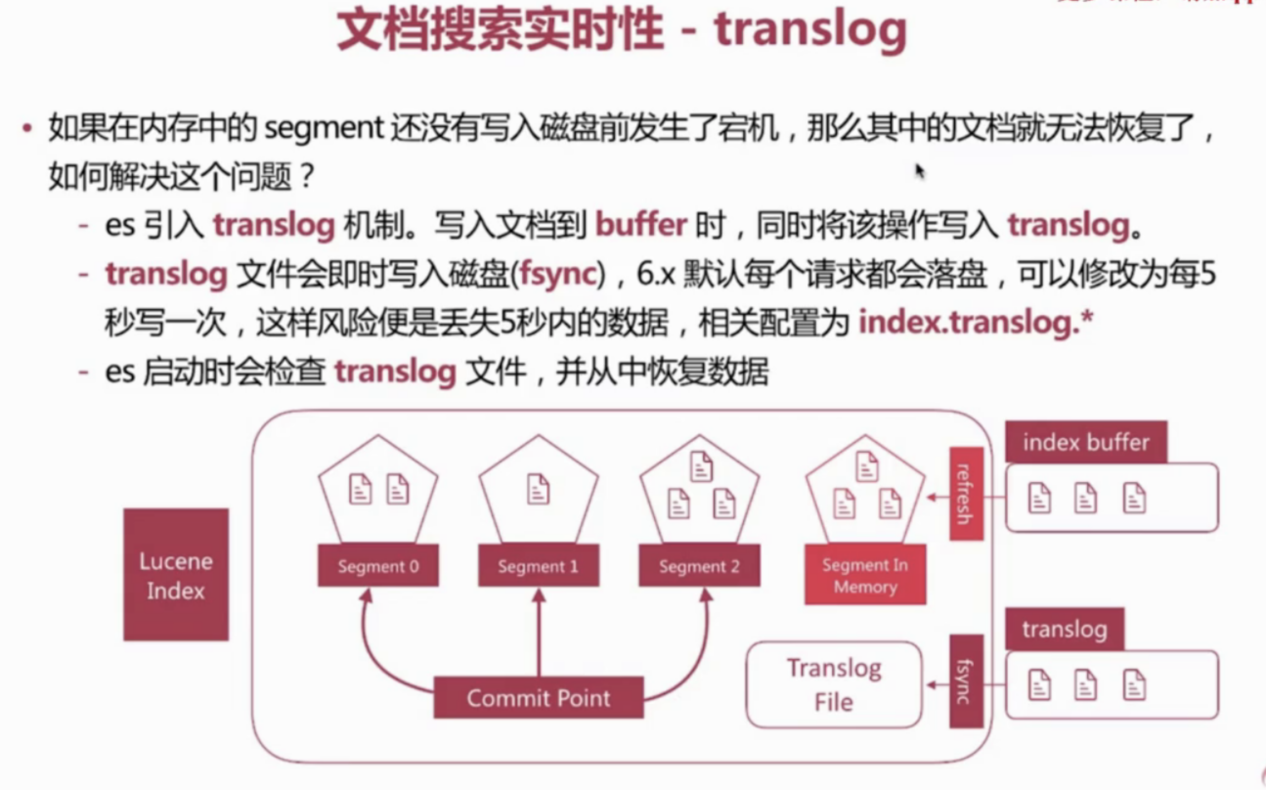 文档搜索实时性 - translog
• 如果在内存中的 segment 还没有写入磁盘前发生了宕机，那么其中的文档就无法恢复了，
如何解决这个问题？
- es 引入 translog 机制。写入文档到 buffer 时，同时将该操作写入 translog。
- translog 文件会即时写入磁盘(fsync)，6.x 默认每个请求都会落盘，可以修改为每5
秒写一次，这样风险便是丢失5秒内的数据，相关配置为 index.translog.*
- es 启动时会检查 translog 文件，并从中恢复数据
index buffer
refresh
Lucene
Index
Segment 0
Segment 1
Segment 2
Segment In
Memory
translog
Translog
File
fsync
Commit Point